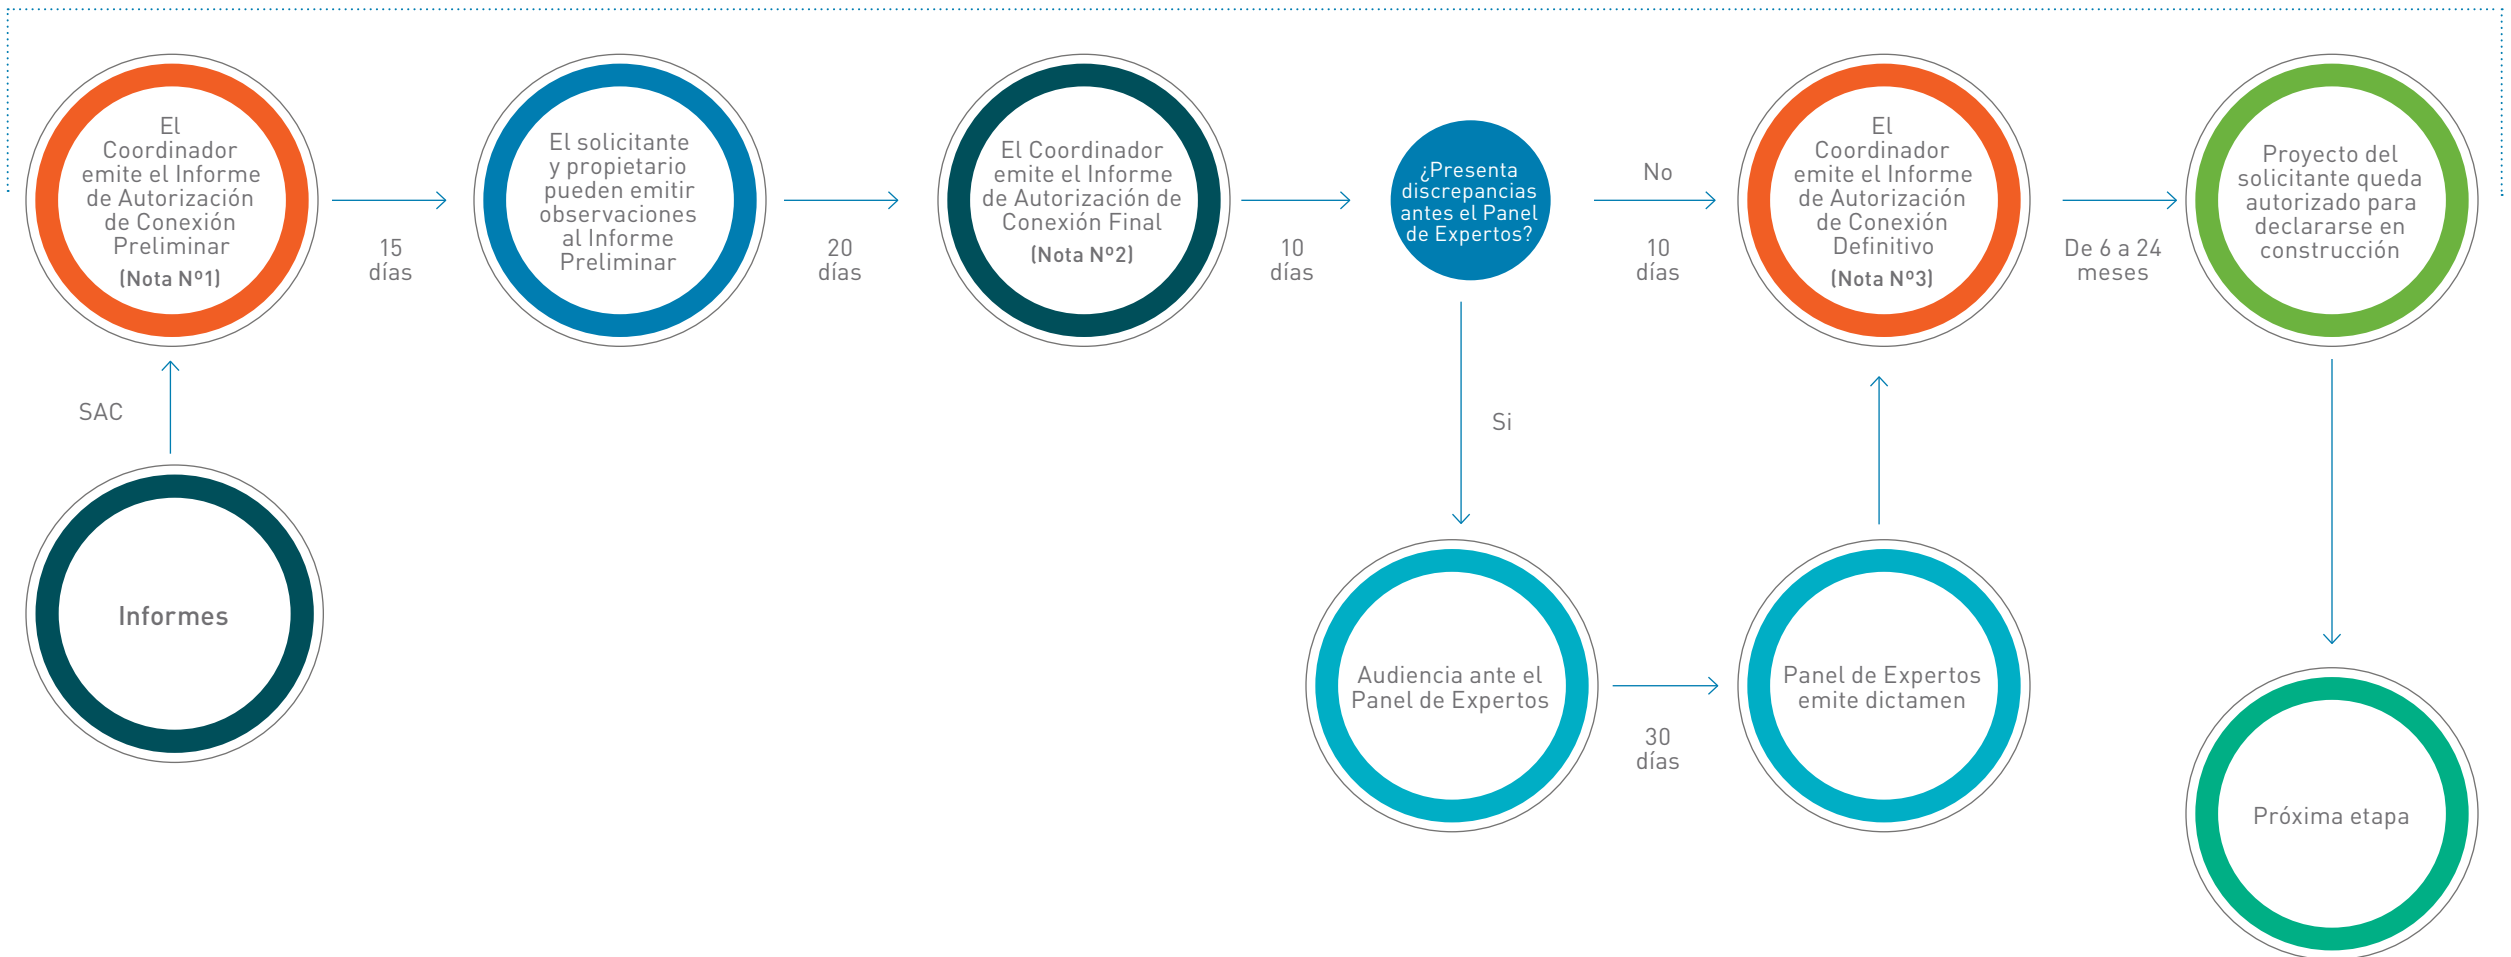 El
Coordinador
emite el Informe
de Autorización
de Conexión
Preliminar
(Nota Nº1)
15
días
El solicitante
y propietario
pueden emitir
observaciones
al Informe
Preliminar
20
días
El Coordinador
emite el Informe
de Autorización de
Conexión Final
(Nota Nº2)
10
días
¿Presenta
discrepancias
antes el Panel
de Expertos?
No
10
días
El
Coordinador
emite el Informe
de Autorización
de Conexión
Definitivo
(Nota Nº3)
De 6 a 24
meses
Proyecto del
solicitante queda
autorizado para
declararse en
construcción
SAC
Si
Informes
Audiencia ante el
Panel de Expertos
30
días
Panel de Expertos
emite dictamen
Próxima etapa